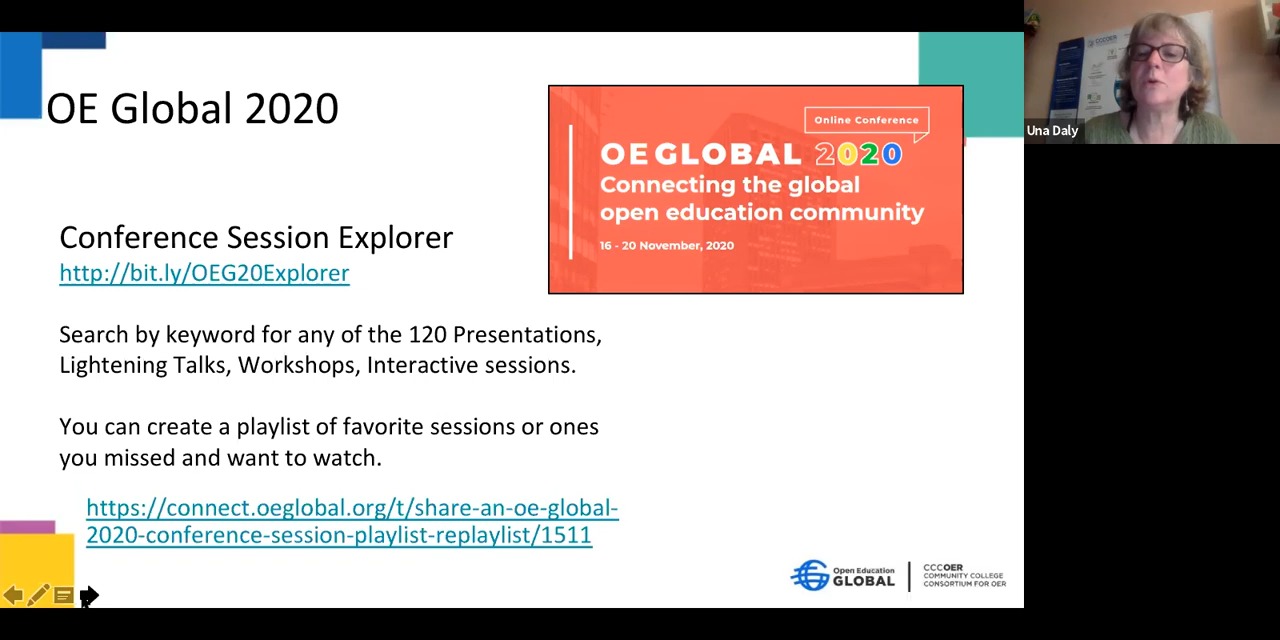 OE Global 2020
Online Conference
OEGLOBAL 2020
Connecting the global
open education community
16 - 20 November, 2020
Conference Session Explorer
http://bit.ly/OEG20Explorer
Search by keyword for any of the 120 Presentations,
Lightening Talks, Workshops, Interactive sessions.
You can create a playlist of favorite sessions or ones
you missed and want to watch.
https://connect.oeglobal.org/t/share-an-oe-global-
2020-conference-session-playlist-replaylist/1511
Open Education
GLOBAL
CCCOER
COMMUNITY COLLEGE
CONSORTIUM FOR OER
Una Daly
CCCOER